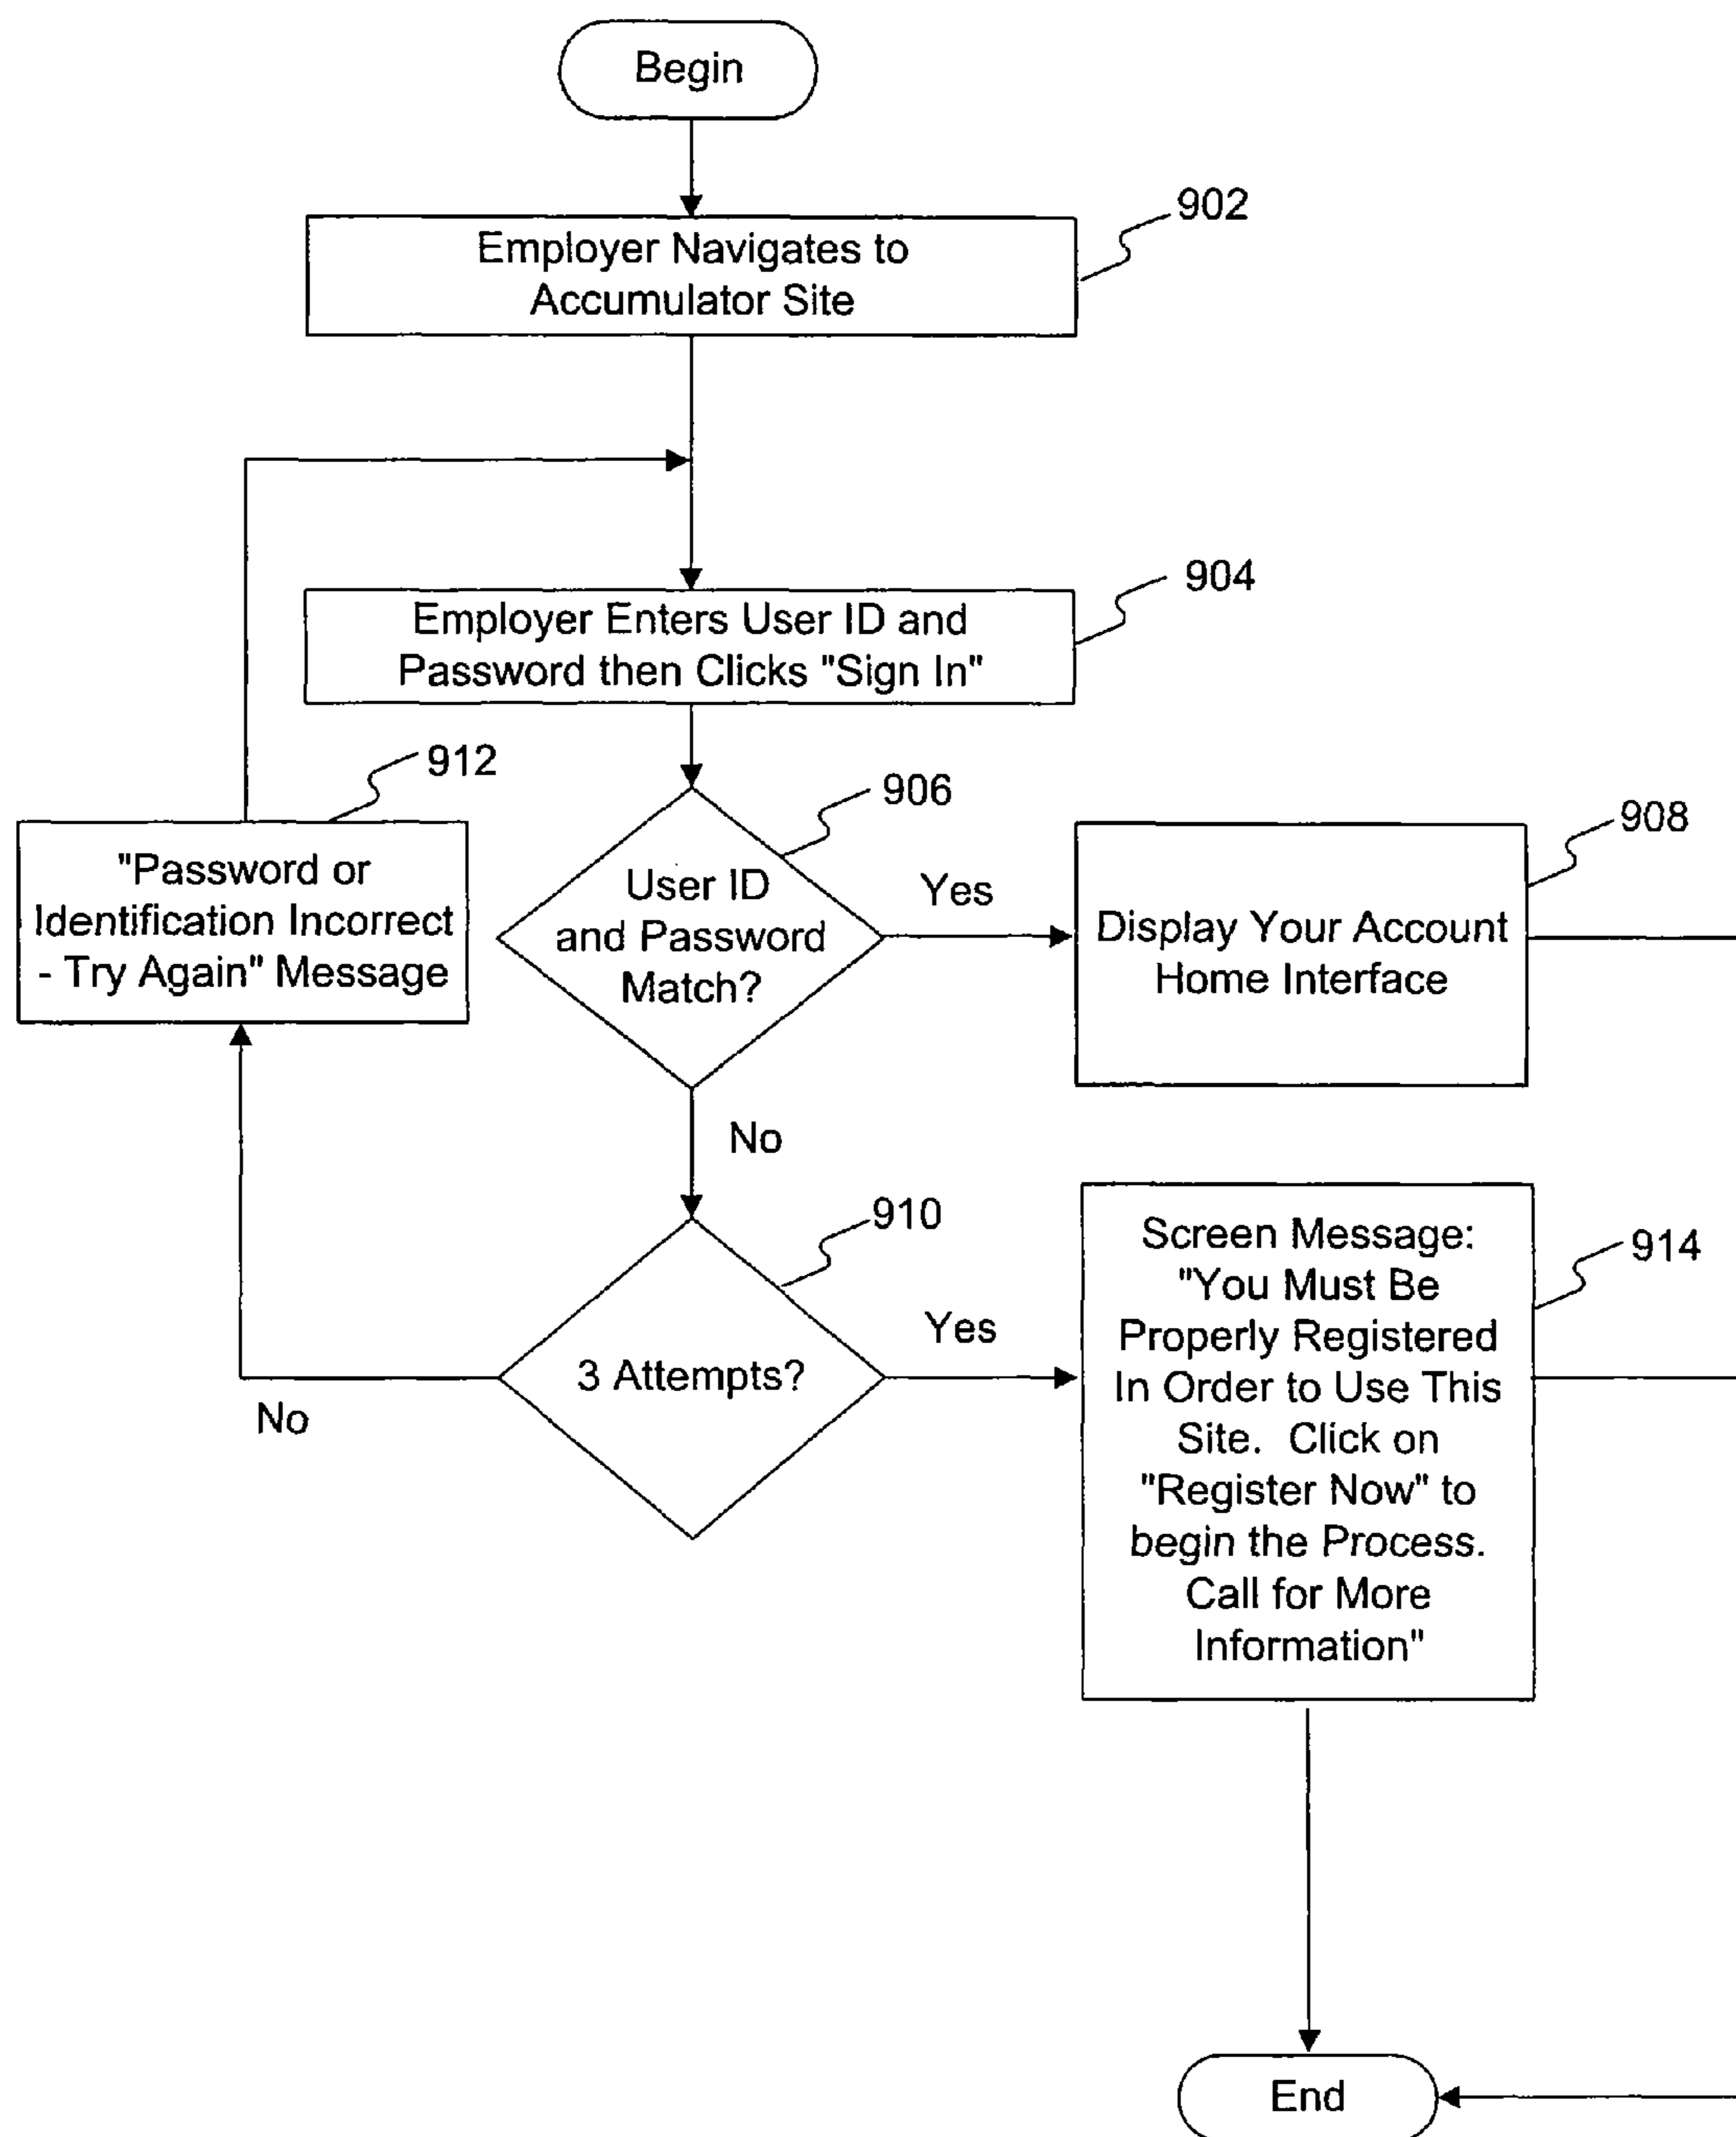 Begin
902
Employer Navigates to
Accumulator Site
904
Employer Enters User ID and
Password then Clicks "Sign In"
912
"Password or
Identification Incorrect
- Try Again" Message
906
User ID
and Password
Match?
Yes
908
Display Your Account
Home Interface
No
910
3 Attempts?
Yes
No
914
Screen Message:
"You Must Be
Properly Registered
In Order to Use This
Site. Click on
"Register Now" to
begin the Process.
Call for More
Information"
End